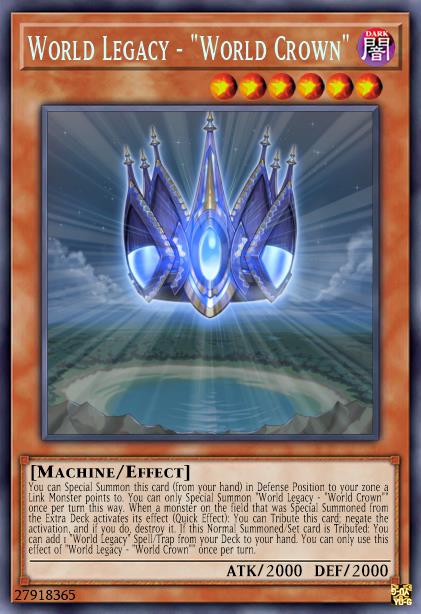 World Legacy - "World Crown"
DARK
闇
[Machine/Effect]
You can Special Summon this card (from your hand) in Defense Position to your zone a
Link Monster points to. You can only Special Summon "World Legacy - "World Crown""
once per turn this way. When a monster on the field that was Special Summoned from
the Extra Deck activates its effect (Quick Effect): You can Tribute this card; negate the
activation, and if you do, destroy it. If this Normal Summoned/Set card is Tributed: You
can add 1 "World Legacy" Spell/Trap from your Deck to your hand. You can only use this
effect of "World Legacy - "World Crown"" once per turn.
ATK/2000 DEF/2000
27918365